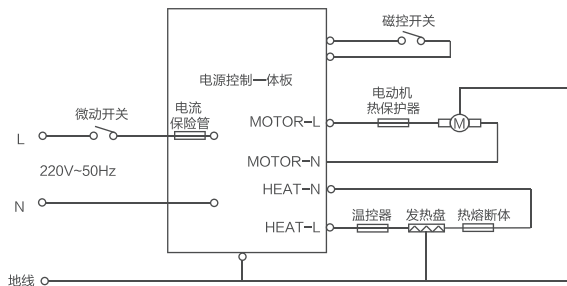 磁控开关
电源控制一体板
电动机
热保护器
微动开关
电流
保险管
MOTOR-L
M
L
MOTOR-N
220V~50Hz
HEAT-N
N
温控器
发热盘
热熔断体
HEAT-L
地线